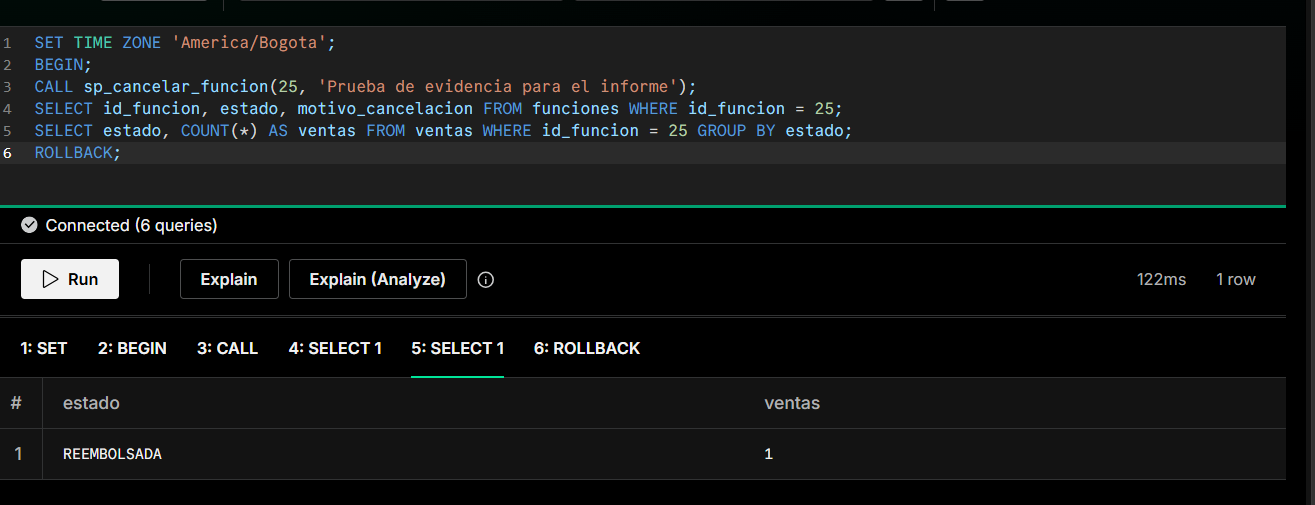 1 SET TIME ZONE 'America/Bogota';
2 BEGIN;
3 CALL sp_cancelar_funcion(25, 'Prueba de evidencia para el informe');
4 SELECT id_funcion, estado, motivo_cancelacion FROM funciones WHERE id_funcion = 25;
5 SELECT estado, COUNT(*) AS ventas FROM ventas WHERE id_funcion = 25 GROUP BY estado;
6 ROLLBACK;
Connected (6 queries)
Run Explain Explain (Analyze) 122ms 1 row
1: SET 2: BEGIN 3: CALL 4: SELECT 1 5: SELECT 1 6: ROLLBACK
# estado ventas
1 REEMBOLSADA 1